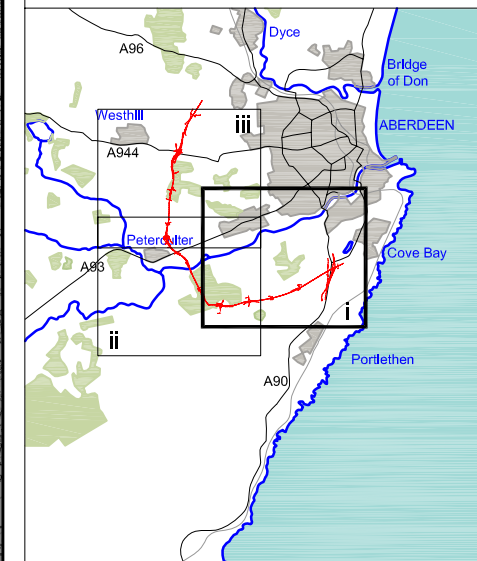 Dyce
A96
Bridge
of Don
Westhill
iii
ABERDEEN
A944
Peterculter
Cove Bay
A93
i
ii
Portlethen
A90